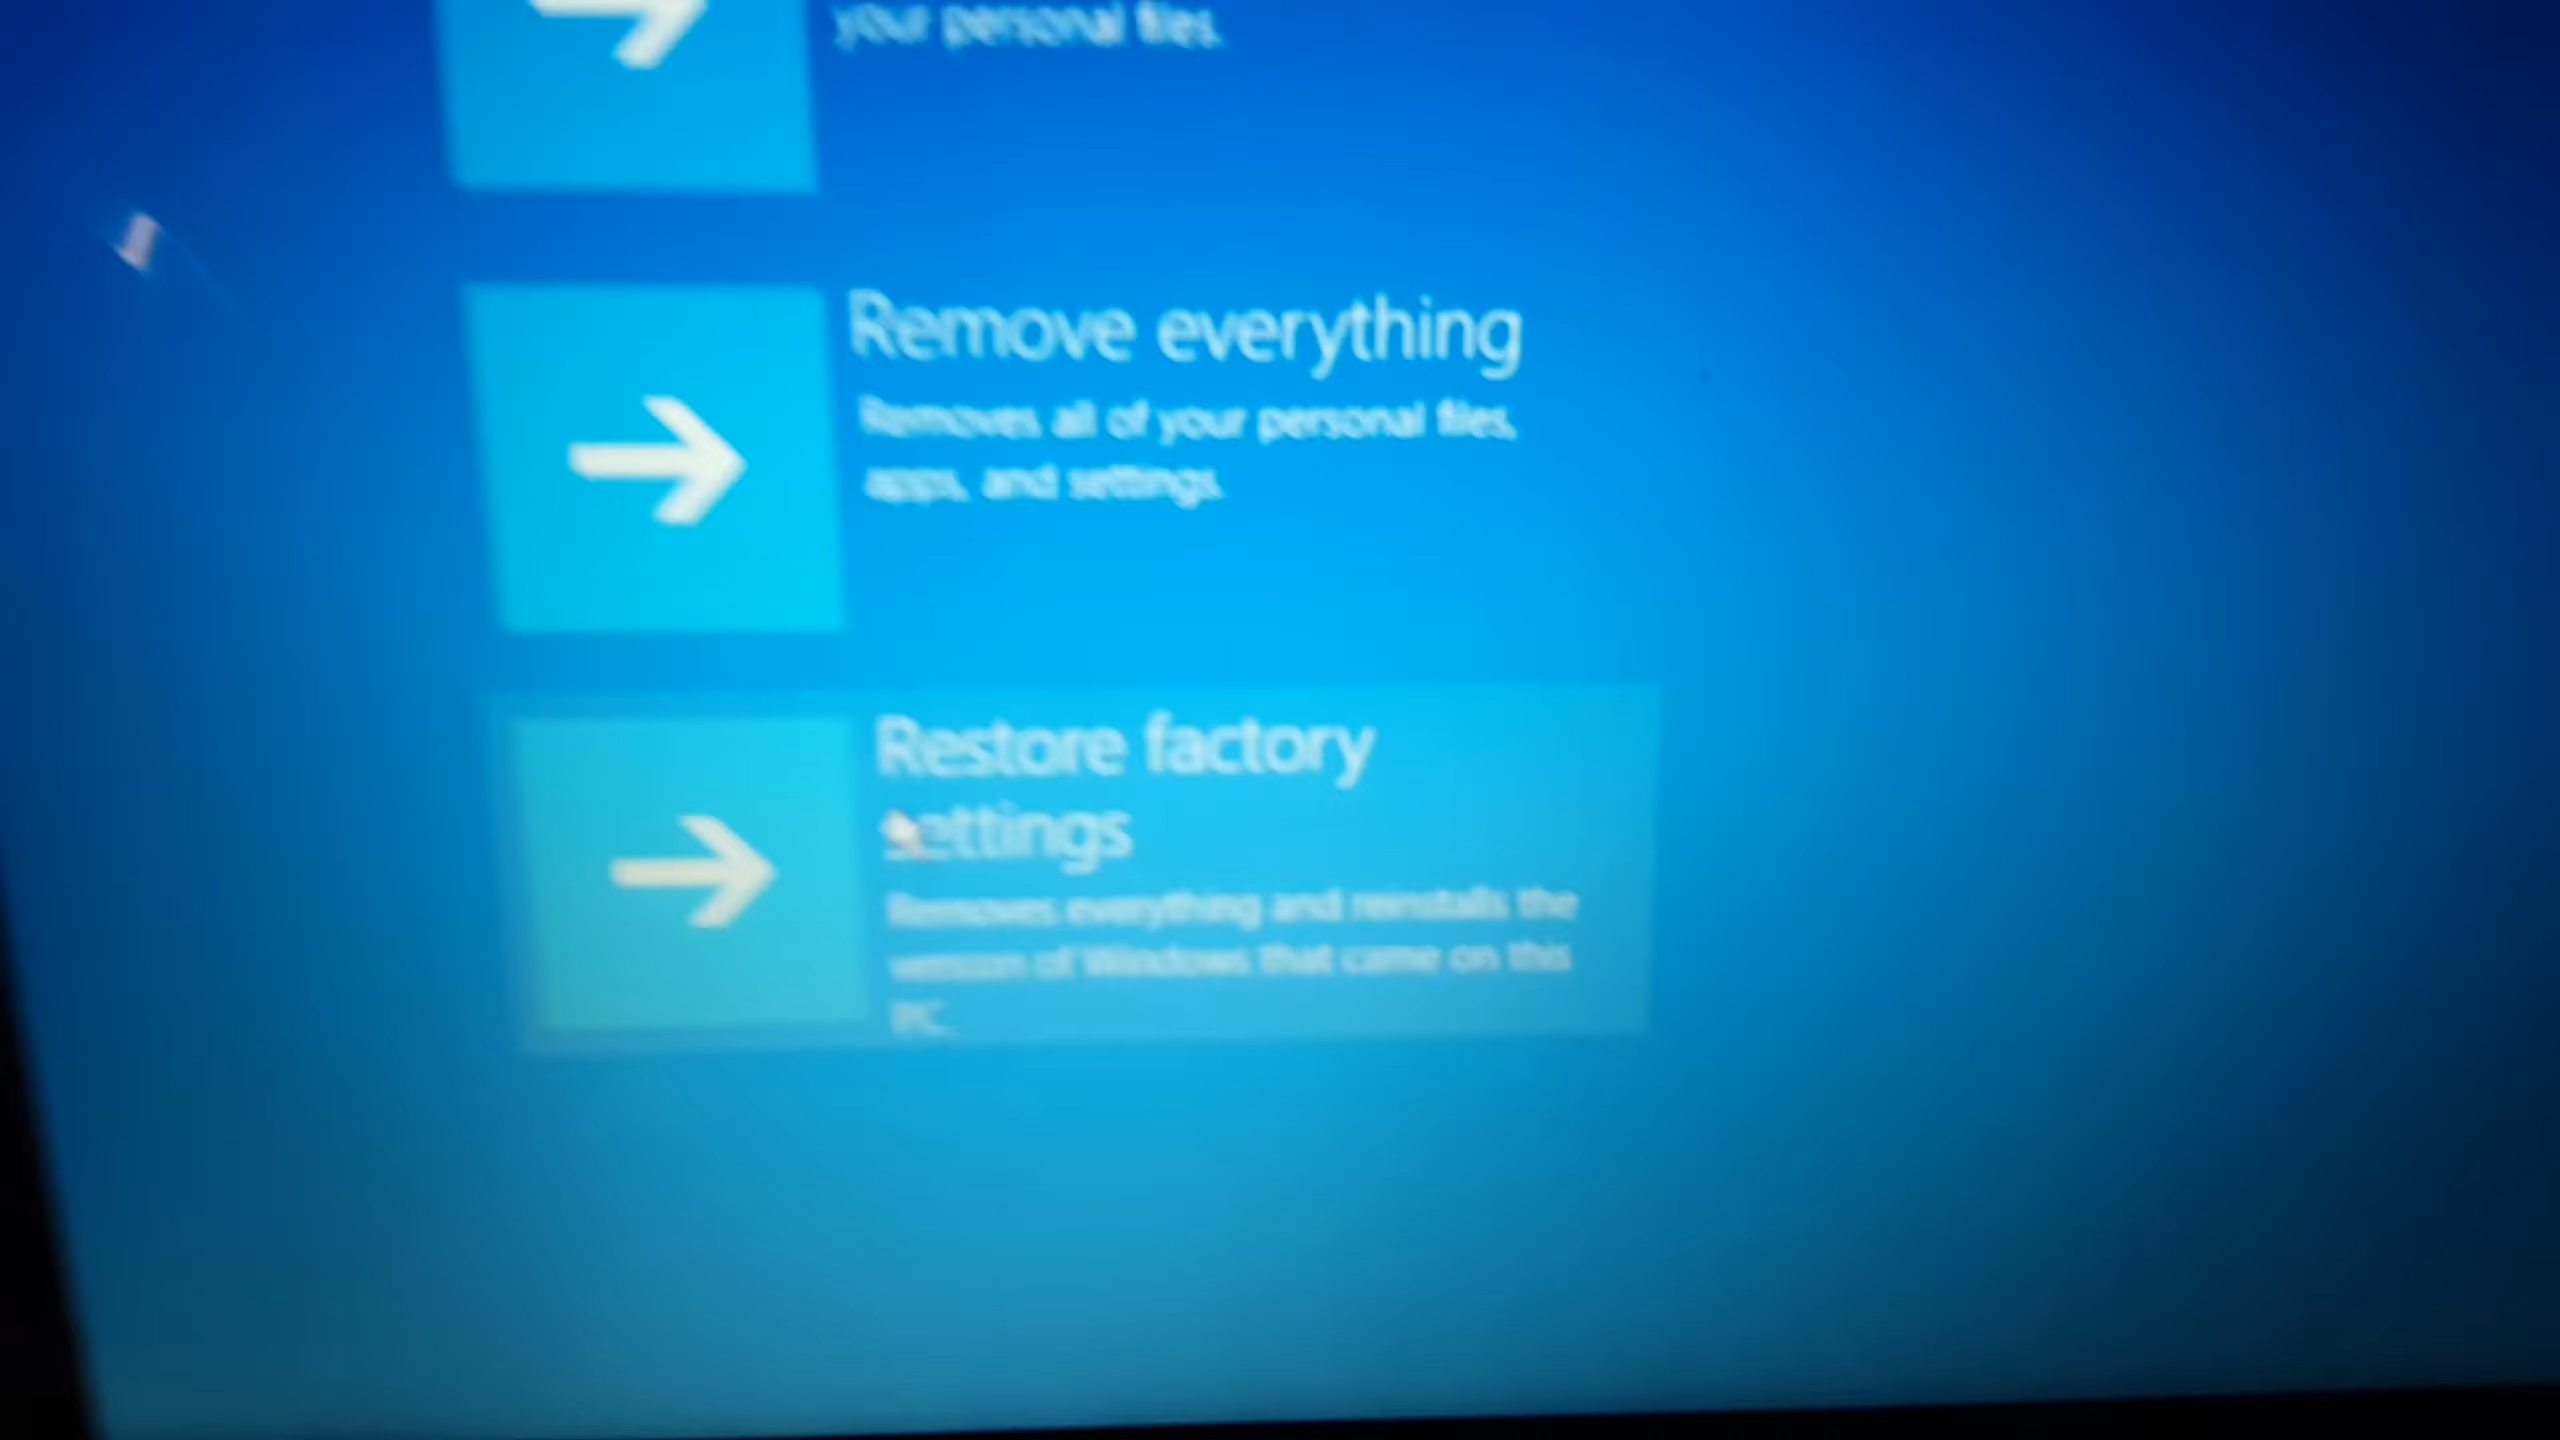 your personal files.
Remove everything
Removes all of your personal files,
apps, and settings.
Restore factory
settings
Removes everything and reinstalls the
version of Windows that came on this
PC.